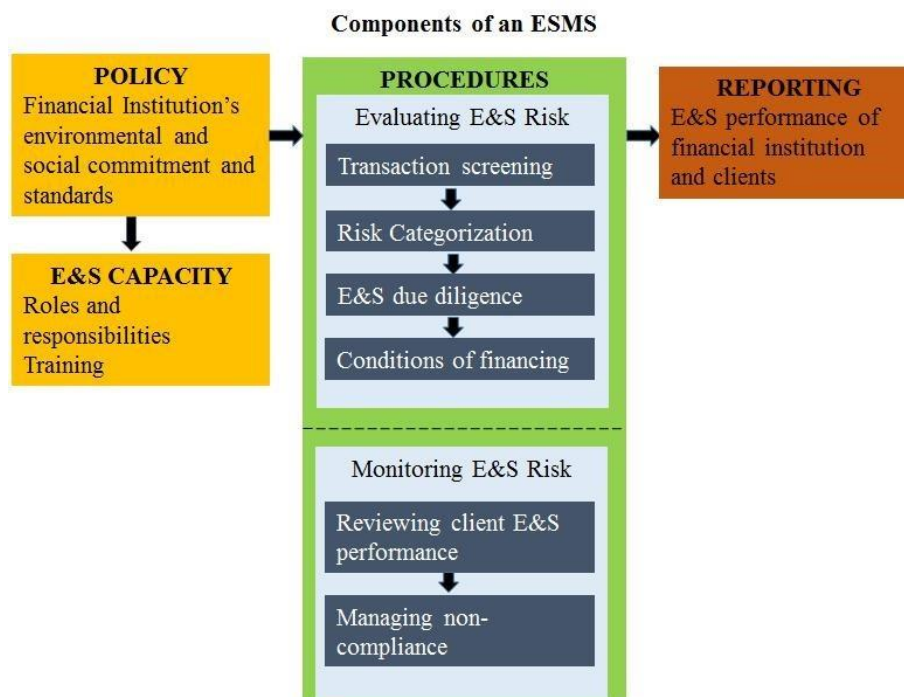 Components of an ESMS
POLICY
Financial Institution's
environmental and
social commitment and
standards
E&S CAPACITY
Roles and
responsibilities
Training
PROCEDURES
Evaluating E&S Risk
Transaction screening
Risk Categorization
E&S due diligence
Conditions of financing
Monitoring E&S Risk
Reviewing client E&S
performance
Managing non-
compliance
REPORTING
E&S performance of
financial institution
and clients